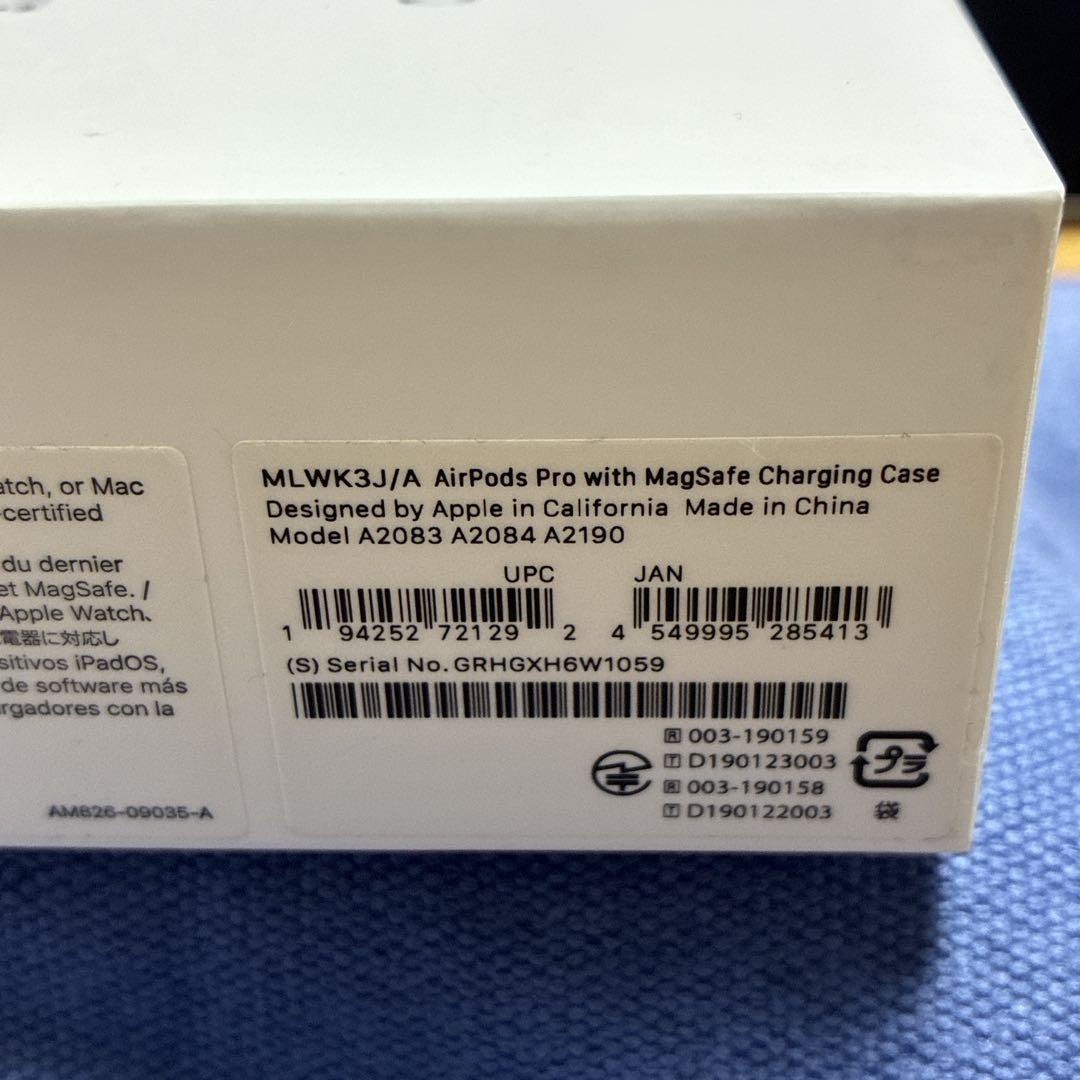 atch, or Mac
-certified
du dernier
et MagSafe. /
Apple Watch、
電器に対応し
sitivos iPadOS,
de software más
rgadores con la
AM826-09035-A
MLWK3J/A AirPods Pro with MagSafe Charging Case
Designed by Apple in California Made in China
Model A2083 A2084 A2190
UPC JAN
1 94252 72129 2 4 549995 285413
(S) Serial No. GRHGXH6W1059
R 003-190159
T D190123003
R 003-190158
T D190122003
プラ
袋